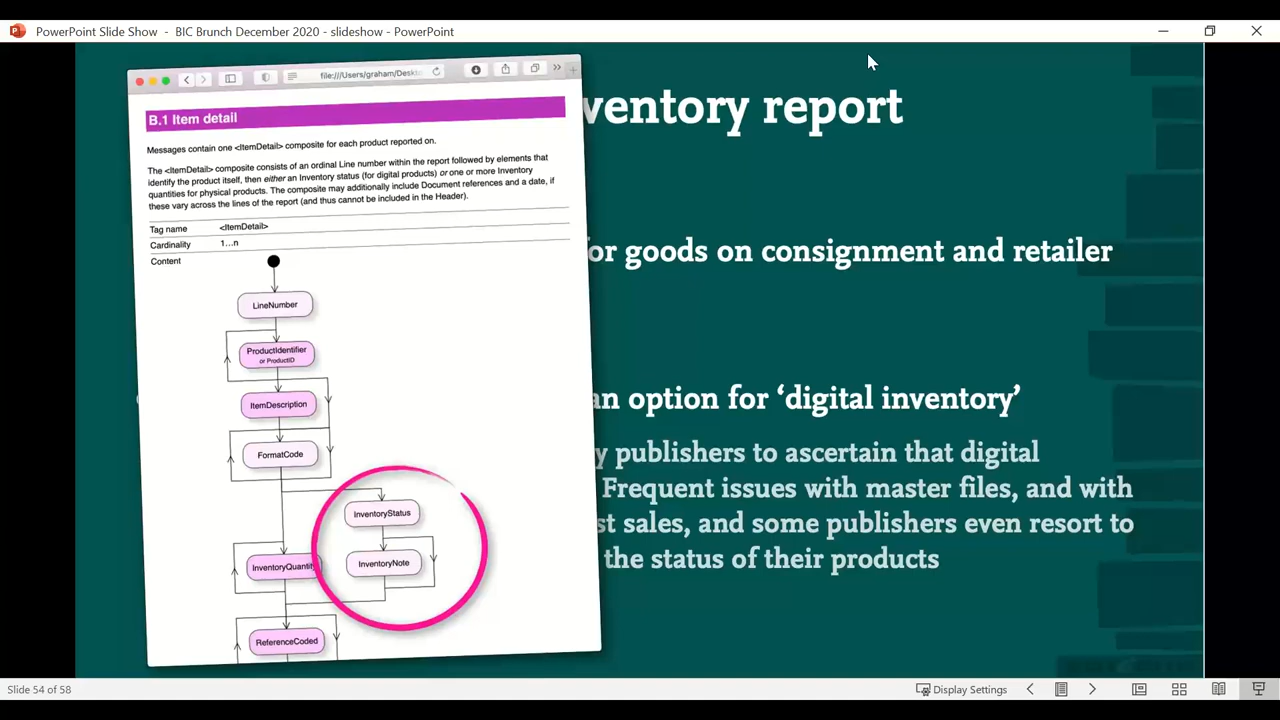 PowerPoint Slide Show - BIC Brunch December 2020 - slideshow - PowerPoint
file:///Users/graham/Deskt
ventory report
B.1 Item detail
Messages contain one <ItemDetail> composite for each product reported on.
The <ItemDetail> composite consists of an ordinal Line number within the report followed by elements that
identify the product itself, then either an Inventory status (for digital products) or one or more Inventory
quantities for physical products. The composite may additionally include Document references and a date, if
these vary across the lines of the report (and thus cannot be included in the Header).
Tag name <ItemDetail>
Cardinality 1…n
Content
LineNumber
ProductIdentifier
or ProductID
ItemDescription
FormatCode
InventoryStatus
InventoryNote
InventoryQuantity
ReferenceCoded
for goods on consignment and retailer
an option for ‘digital inventory’
y publishers to ascertain that digital
Frequent issues with master files, and with
st sales, and some publishers even resort to
the status of their products
Slide 54 of 58
Display Settings